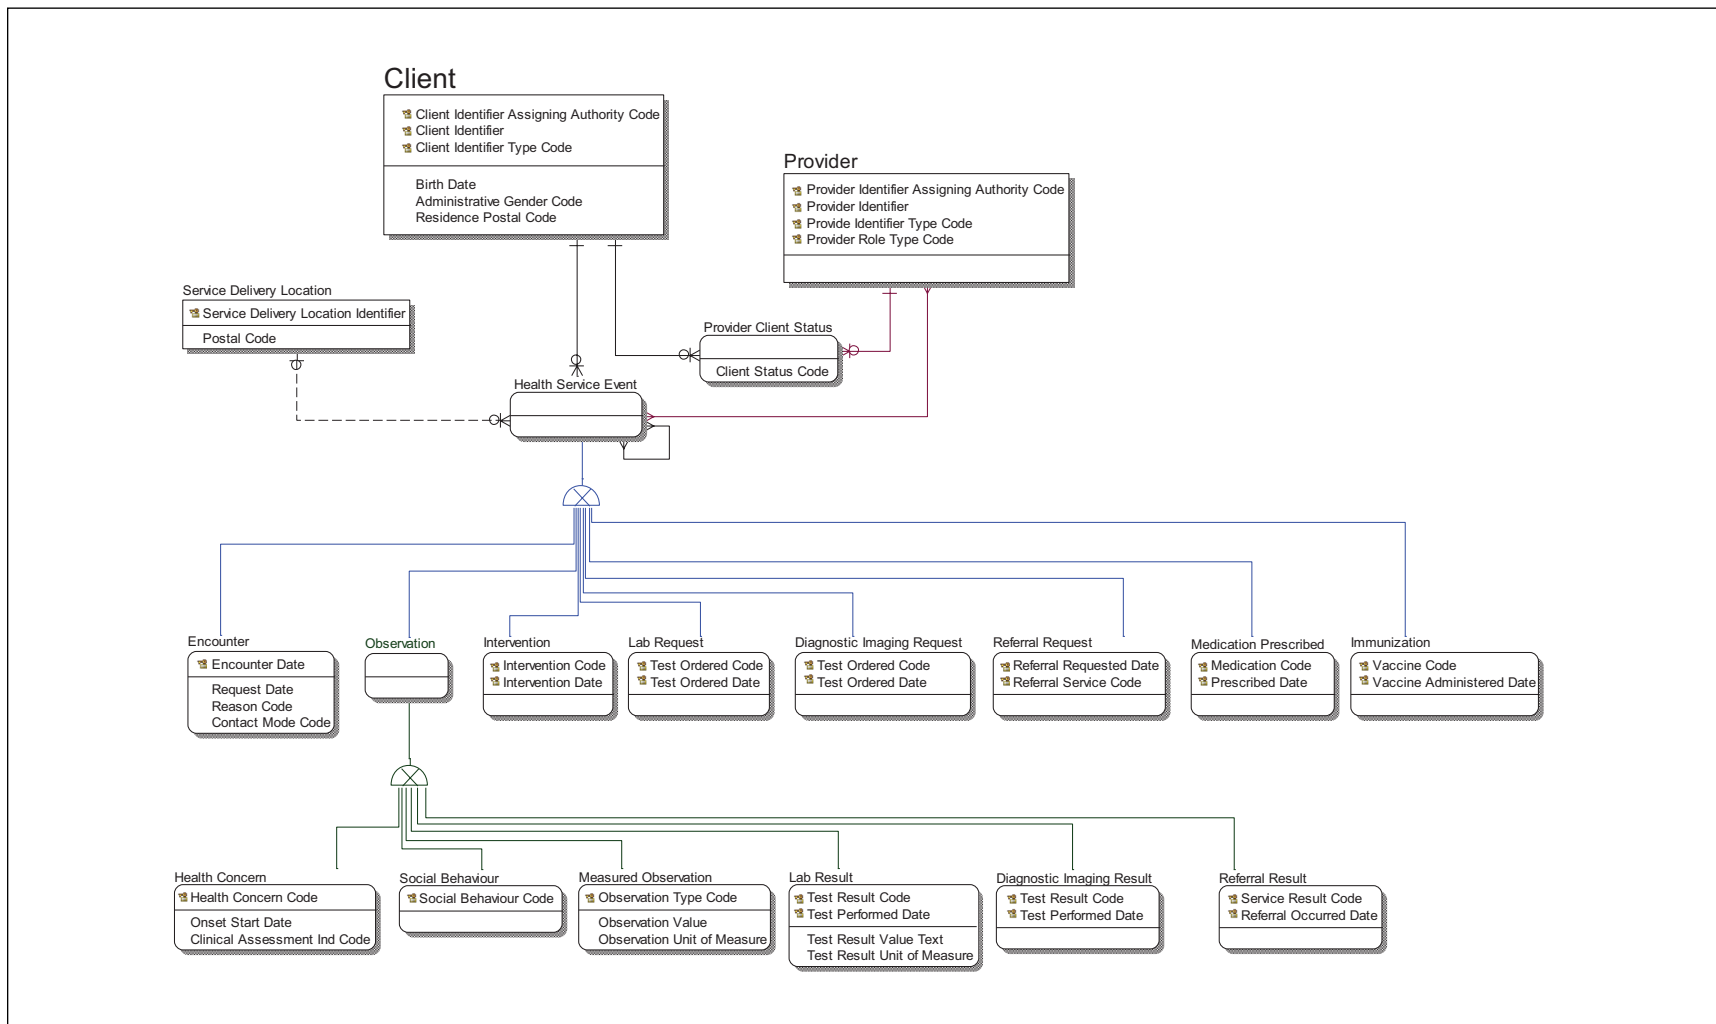 Client
Client Identifier Assigning Authority Code
Client Identifier
Client Identifier Type Code
Birth Date
Administrative Gender Code
Residence Postal Code
Provider
Provider Identifier Assigning Authority Code
Provider Identifier
Provide Identifier Type Code
Provider Role Type Code
Service Delivery Location
Service Delivery Location Identifier
Postal Code
Provider Client Status
Client Status Code
Health Service Event
Encounter
Encounter Date
Request Date
Reason Code
Contact Mode Code
Observation
Intervention
Intervention Code
Intervention Date
Lab Request
Test Ordered Code
Test Ordered Date
Diagnostic Imaging Request
Test Ordered Code
Test Ordered Date
Referral Request
Referral Requested Date
Referral Service Code
Medication Prescribed
Medication Code
Prescribed Date
Immunization
Vaccine Code
Vaccine Administered Date
Health Concern
Health Concern Code
Onset Start Date
Clinical Assessment Ind Code
Social Behaviour
Social Behaviour Code
Measured Observation
Observation Type Code
Observation Value
Observation Unit of Measure
Lab Result
Test Result Code
Test Performed Date
Test Result Value Text
Test Result Unit of Measure
Diagnostic Imaging Result
Test Result Code
Test Performed Date
Referral Result
Service Result Code
Referral Occurred Date